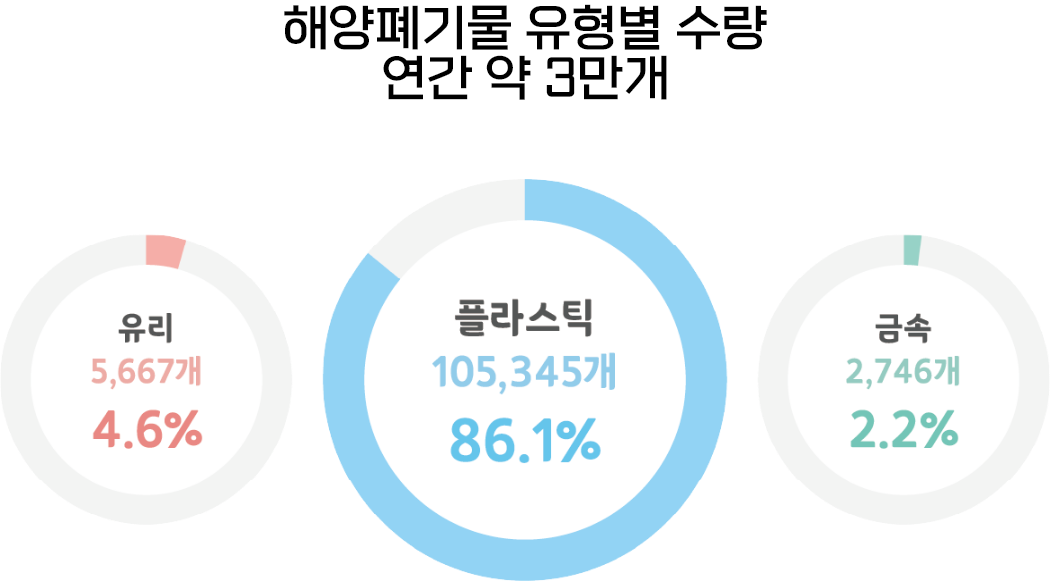 해양폐기물 유형별 수량
연간 약 3만개
유리
5,667개
4.6%
플라스틱
105,345개
86.1%
금속
2,746개
2.2%